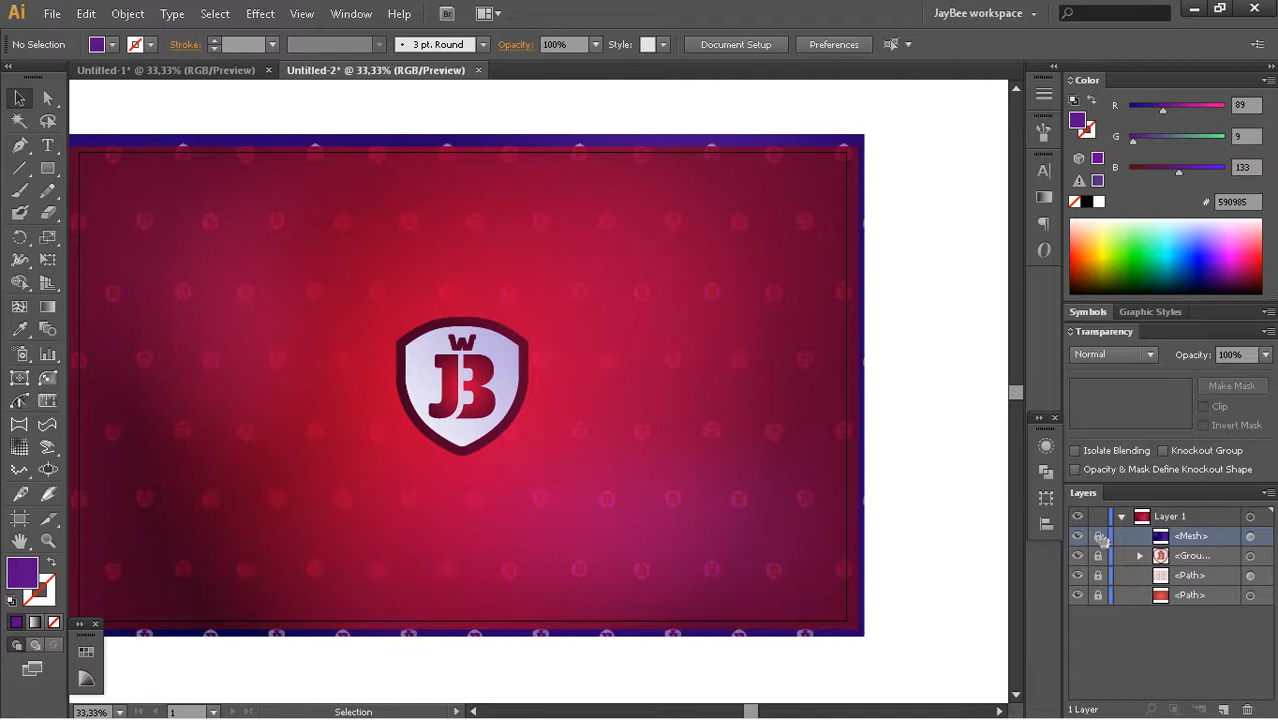 Ai File Edit Object Type Select Effect View Window Help Br JayBee workspace
No Selection Stroke: 3 pt. Round Opacity: 100% Style: Document Setup Preferences
Untitled-1* @ 33,33% (RGB/Preview) Untitled-2* @ 33,33% (RGB/Preview)
Color
R 89
G 9
B 133
# 590985
Symbols Graphic Styles
Transparency
Normal Opacity: 100%
Make Mask
Clip
Invert Mask
Isolate Blending Knockout Group
Opacity & Mask Define Knockout Shape
Layers
Layer 1
<Mesh>
<Grou...
<Path>
<Path>
1 Layer
W
JB
33,33% 1 Selection